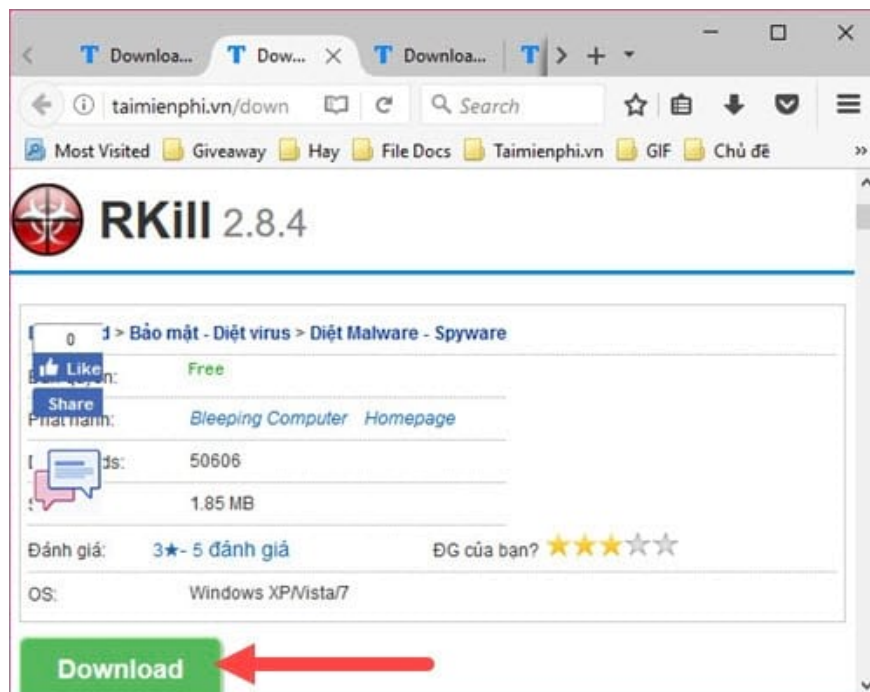 Downloa...
Dow...
Downloa...
taimienphi.vn/down
Search
Most Visited Giveaway Hay File Docs Taimienphi.vn GIF Chủ đề »
RKill 2.8.4
0
> Bảo mật - Diệt virus > Diệt Malware - Spyware
Like
Free
Share
Bleeping Computer Homepage
50606
1.85 MB
Đánh giá: 3★- 5 đánh giá ĐG của bạn?
OS: Windows XP/Vista/7
Download